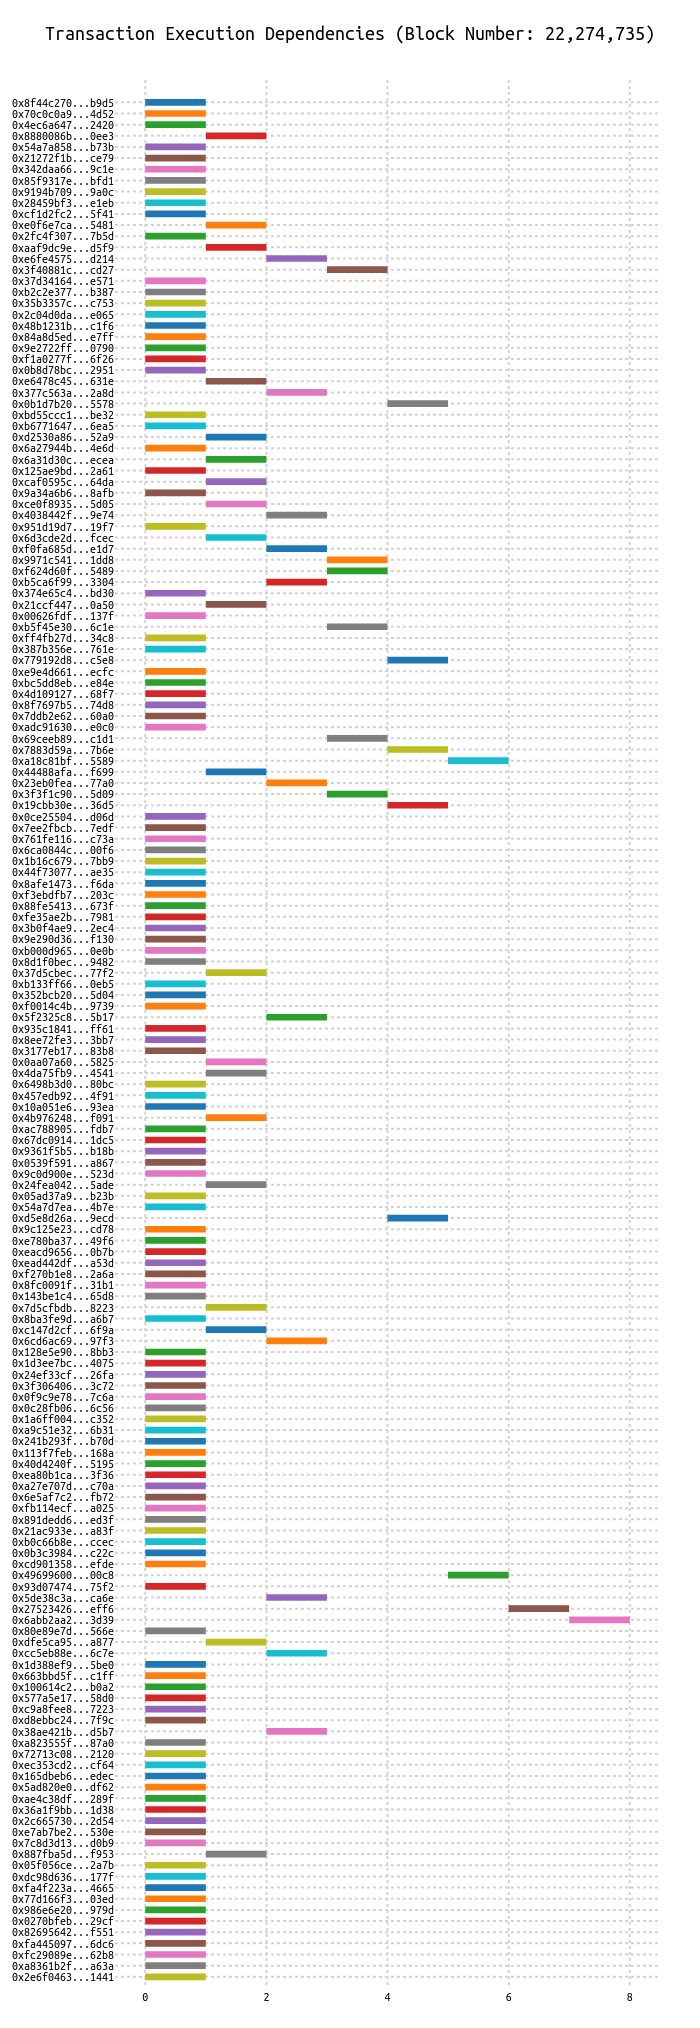 Transaction Execution Dependencies (Block Number: 22,274,735)
0x8f44c270...b9d5
0x70c0c0a9...4d52
0x4ec6a647...2420
0x8880086b...0ee3
0x54a7a858...b73b
0x21272f1b...ce79
0x342daa66...9c1e
0x85f9317e...bfd1
0x9194b709...9a0c
0x28459bf3...e1eb
0xcf1d2fc2...5f41
0xe0f6e7ca...5481
0x2fc4f307...7b5d
0xaaf9dc9e...d5f9
0xe6fe4575...d214
0x3f40881c...cd27
0x37d34164...e571
0xb2c2e377...b387
0x35b3357c...c753
0x2c04d0da...e065
0x48b1231b...c1f6
0x84a8d5ed...e7ff
0x9e2722ff...0790
0xf1a0277f...6f26
0x0b8d78bc...2951
0xe6478c45...631e
0x377c563a...2a8d
0x0b1d7b20...5578
0xbd55ccc1...be32
0xb6771647...6ea5
0xd2530a86...52a9
0x6a27944b...4e6d
0x6a31d30c...ecea
0x125ae9bd...2a61
0xcaf0595c...64da
0x9a34a6b6...8afb
0xce0f8935...5d05
0x4038442f...9e74
0x951d19d7...19f7
0x6d3cde2d...fcec
0xf0fa685d...e1d7
0x9971c541...1dd8
0xf624d60f...5489
0xb5ca6f99...3304
0x374e65c4...bd30
0x21ccf447...0a50
0x00626fdf...137f
0xb5f45e30...6c1e
0xff4fb27d...34c8
0x387b356e...761e
0x779192d8...c5e8
0xe9e4d661...ecfc
0xbc5dd8eb...e84e
0x4d109127...68f7
0x8f7697b5...74d8
0x7ddb2e62...60a0
0xadc91630...e0c0
0x69ceeb89...c1d1
0x7883d59a...7b6e
0xa18c81bf...5589
0x44488afa...f699
0x23eb0fea...77a0
0x3f3f1c90...5d09
0x19cbb30e...36d5
0x0ce25504...d06d
0x7ee2fbcb...7edf
0x761fe116...c73a
0x6ca0844c...00f6
0x1b16c679...7bb9
0x44f73077...ae35
0x8afe1473...f6da
0xf3ebdfb7...203c
0x88fe5413...673f
0xfe35ae2b...7981
0x3b0f4ae9...2ec4
0x9e290d36...f130
0xb000d965...0e0b
0x8d1f0bec...9482
0x37d5cbec...77f2
0xb133ff66...0eb5
0x352bcb20...5d04
0xf0014c4b...9739
0x5f2325c8...5b17
0x935c1841...ff61
0x8ee72fe3...3bb7
0x3177eb17...83b8
0x0aa07a60...5825
0x4da75fb9...4541
0x6498b3d0...80bc
0x457edb92...4f91
0x10a051e6...93ea
0x4b976248...f091
0xac788905...fdb7
0x67dc0914...1dc5
0x9361f5b5...b18b
0x0539f591...a867
0x9c0d900e...523d
0x24fea042...5ade
0x05ad37a9...b23b
0x54a7d7ea...4b7e
0xd5e8d26a...9ecd
0x9c125e23...cd78
0xe780ba37...49f6
0xeacd9656...0b7b
0xead442df...a53d
0xf270b1e8...2a6a
0x8fc0091f...31b1
0x143be1c4...65d8
0x7d5cfbdb...8223
0x8ba3fe9d...a6b7
0xc147d2cf...6f9a
0x6cd6ac69...97f3
0x128e5e90...8bb3
0x1d3ee7bc...4075
0x24ef33cf...26fa
0x3f306406...3c72
0x0f9c9e78...7c6a
0x0c28fb06...6c56
0x1a6ff004...c352
0xa9c51e32...6b31
0x241b293f...b70d
0x113f7feb...168a
0x40d4240f...5195
0xea80b1ca...3f36
0xa27e707d...c70a
0x6e5af7c2...fb72
0xfb114ecf...a025
0x891dedd6...ed3f
0x21ac933e...a83f
0xb0c66b8e...ccec
0x0b3c3984...c22c
0xcd901358...efde
0x49699600...00c8
0x93d07474...75f2
0x5de38c3a...ca6e
0x27523426...eff6
0x6abb2aa2...3d39
0x80e89e7d...566e
0xdfe5ca95...a877
0xcc5eb88e...6c7e
0x1d388ef9...5be0
0x663bbd5f...c1ff
0x100614c2...b0a2
0x577a5e17...58d0
0xc9a8fee8...7223
0xd8ebbc24...7f9c
0x38ae421b...d5b7
0xa823555f...87a0
0x72713c08...2120
0xec353cd2...cf64
0x165dbeb6...edec
0x5ad820e0...df62
0xae4c38df...289f
0x36a1f9bb...1d38
0x2c665730...2d54
0xe7ab7be2...530e
0x7c8d3d13...d0b9
0x887fba5d...f953
0x05f056ce...2a7b
0xdc98d636...177f
0xfa4f223a...4665
0x77d166f3...03ed
0x986e6e20...979d
0x0270bfeb...29cf
0x82695642...f551
0xfa445097...6dc6
0xfc29089e...62b8
0xa8361b2f...a63a
0x2e6f0463...1441
0 2 4 6 8